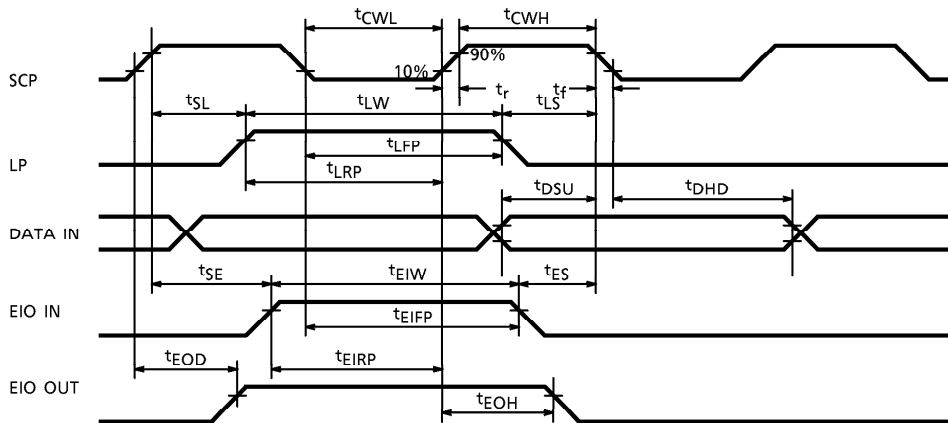 tCWL tCWH
SCP 10% 90%
tr tf
tSL tLW tLS
LP tLFP
tLRP
tDSU tDHD
DATA IN
tSE tEIW tES
EIO IN tEIFP
tEOD tEIRP
EIO OUT tEOH